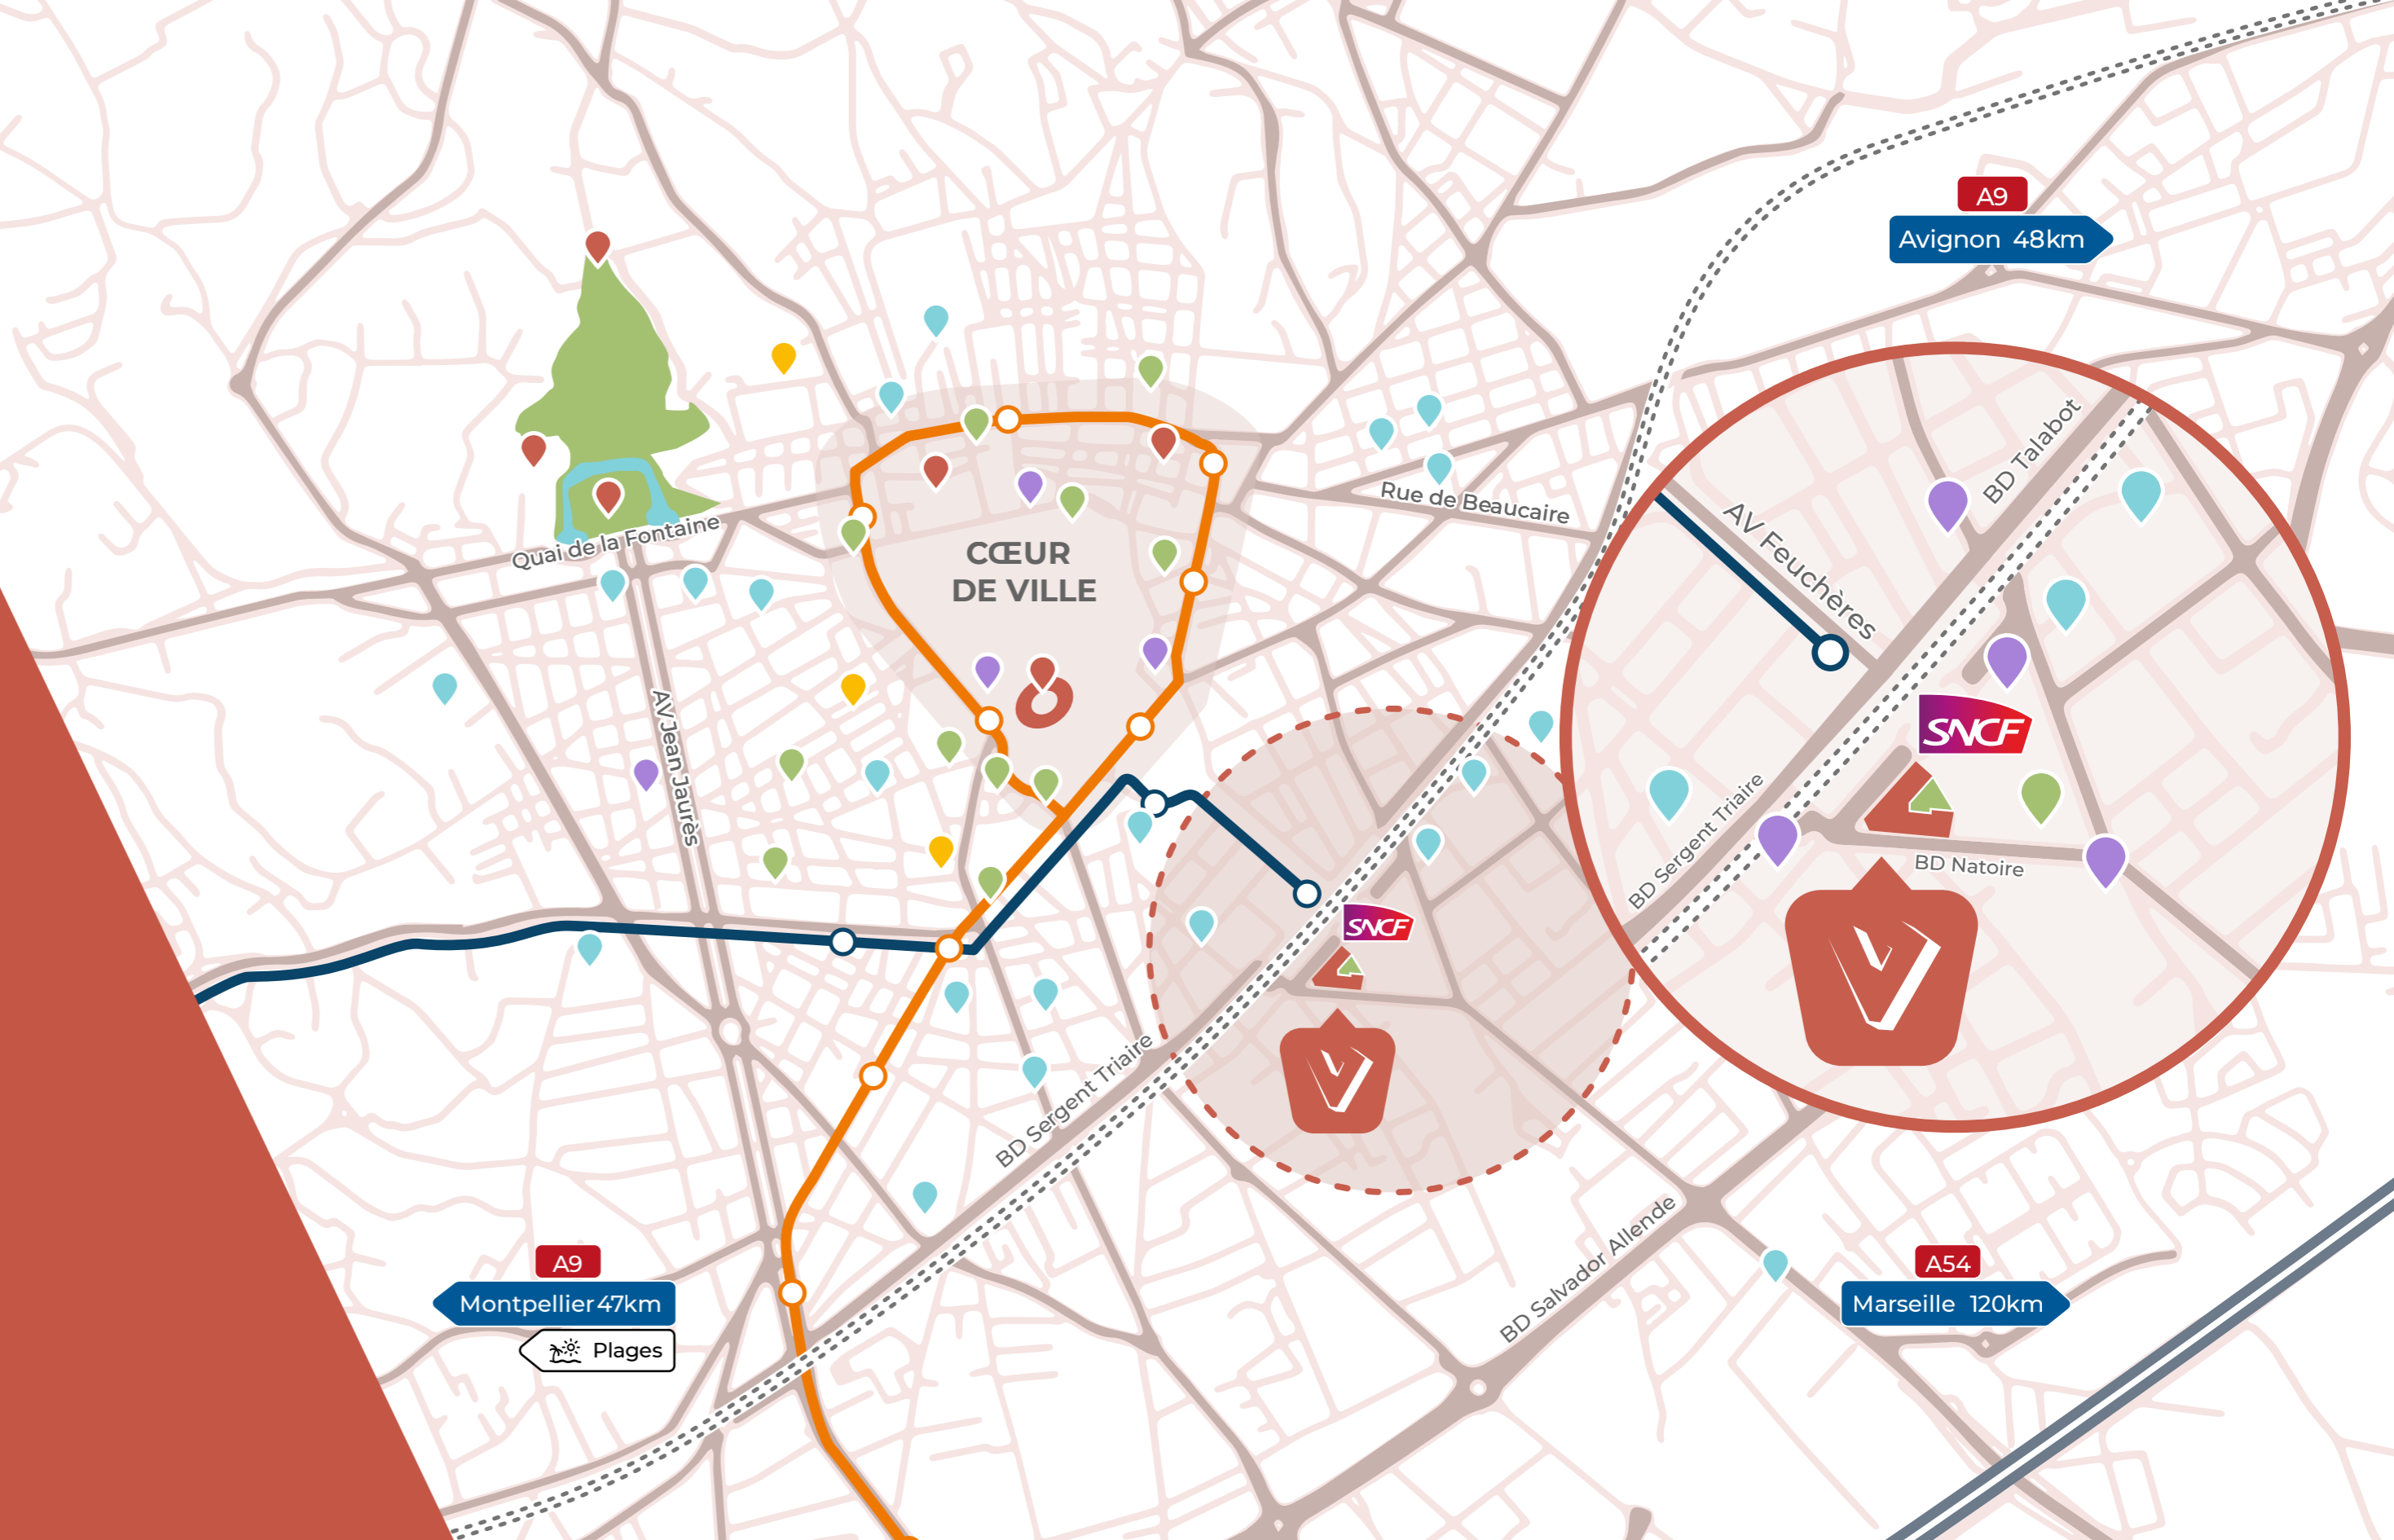 A9
Avignon 48km
BD Talabot
AV Feuchères
Rue de Beaucaire
Quai de la Fontaine
CŒUR
DE VILLE
AV Jean Jaurès
SNCF
SNCF
BD Sergent Triaire
BD Natoire
BD Sergent Triaire
BD Salvador Allende
A9
Montpellier 47km
Plages
A54
Marseille 120km